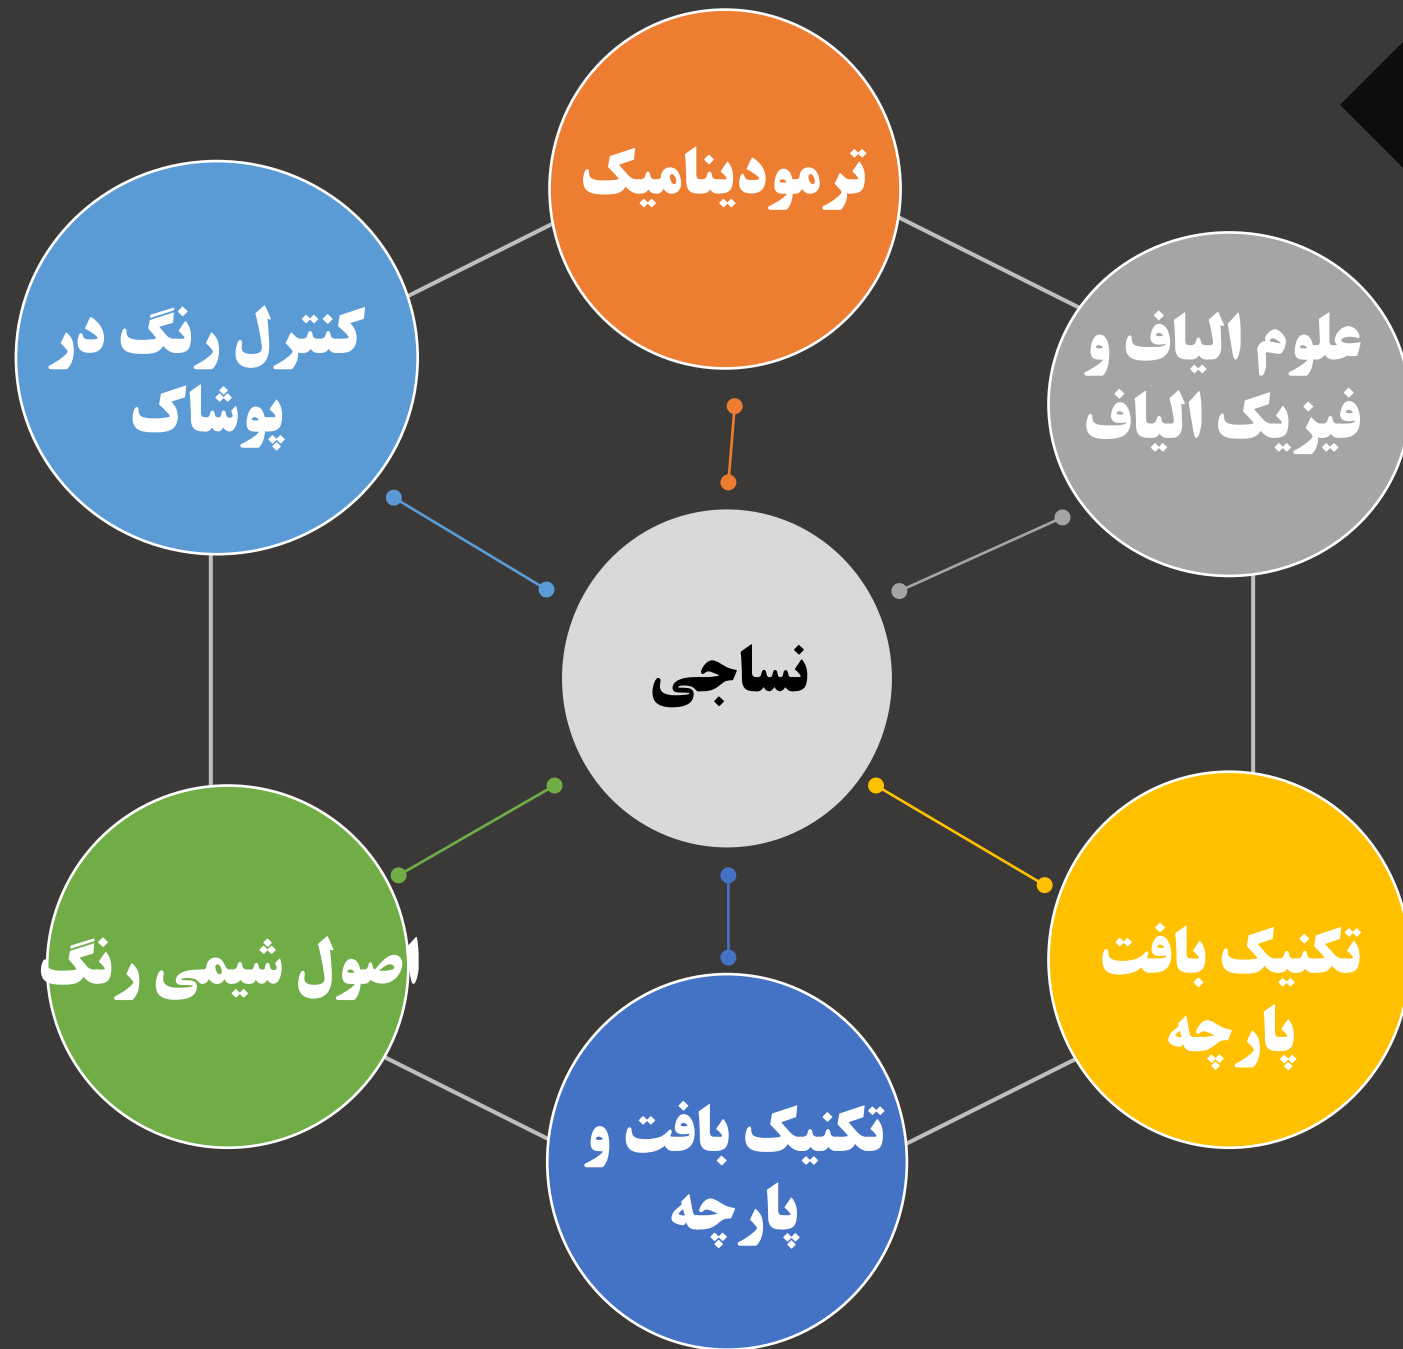 ترمودینامیک
علوم الیاف و
فیزیک الیاف
کنترل رنگ در
پوشاک
نساجی
تکنیک بافت
پارچه
اصول شیمی رنگ
تکنیک بافت و
پارچه